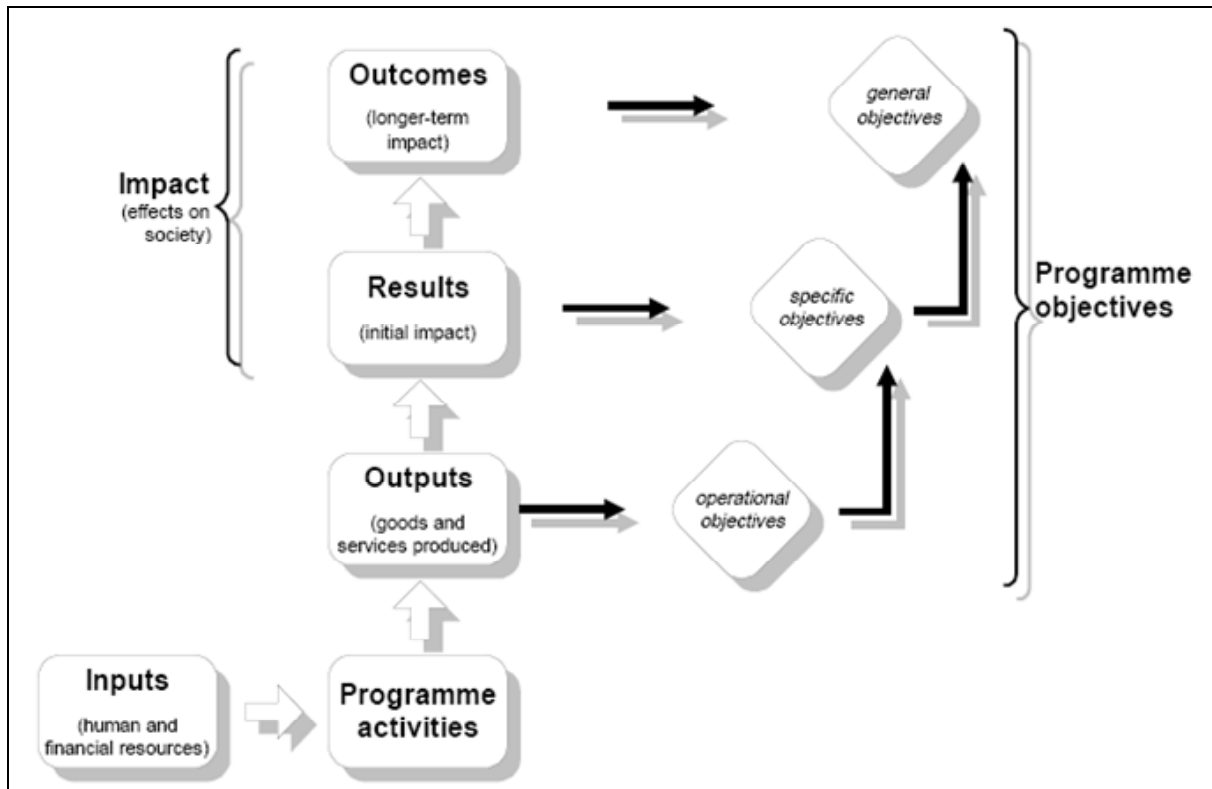 Outcomes
(longer-term
impact)
general
objectives
Impact
(effects on
society)
Results
(initial impact)
specific
objectives
Programme
objectives
Outputs
(goods and
services produced)
operational
objectives
Inputs
(human and
financial resources)
Programme
activities